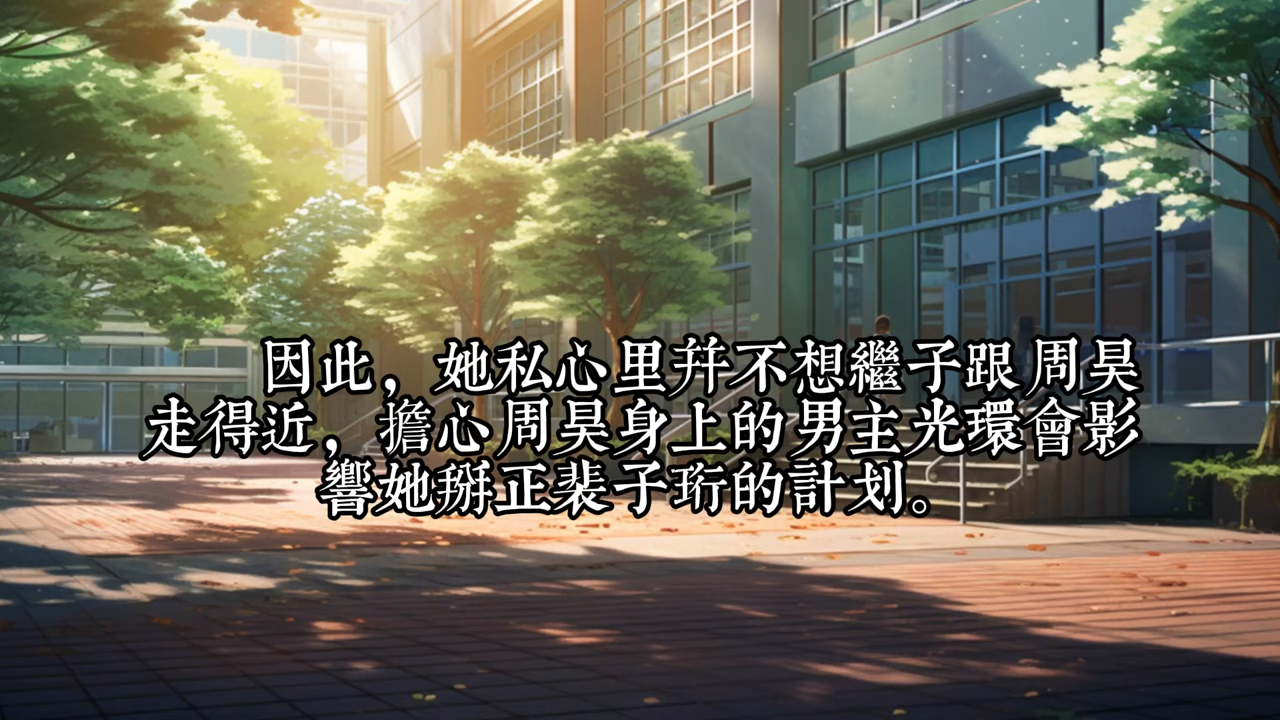 因此，她私心里并不想繼子跟周昊
走得近，擔心周昊身上的男主光環會影
響她掰正裴子珩的計划。